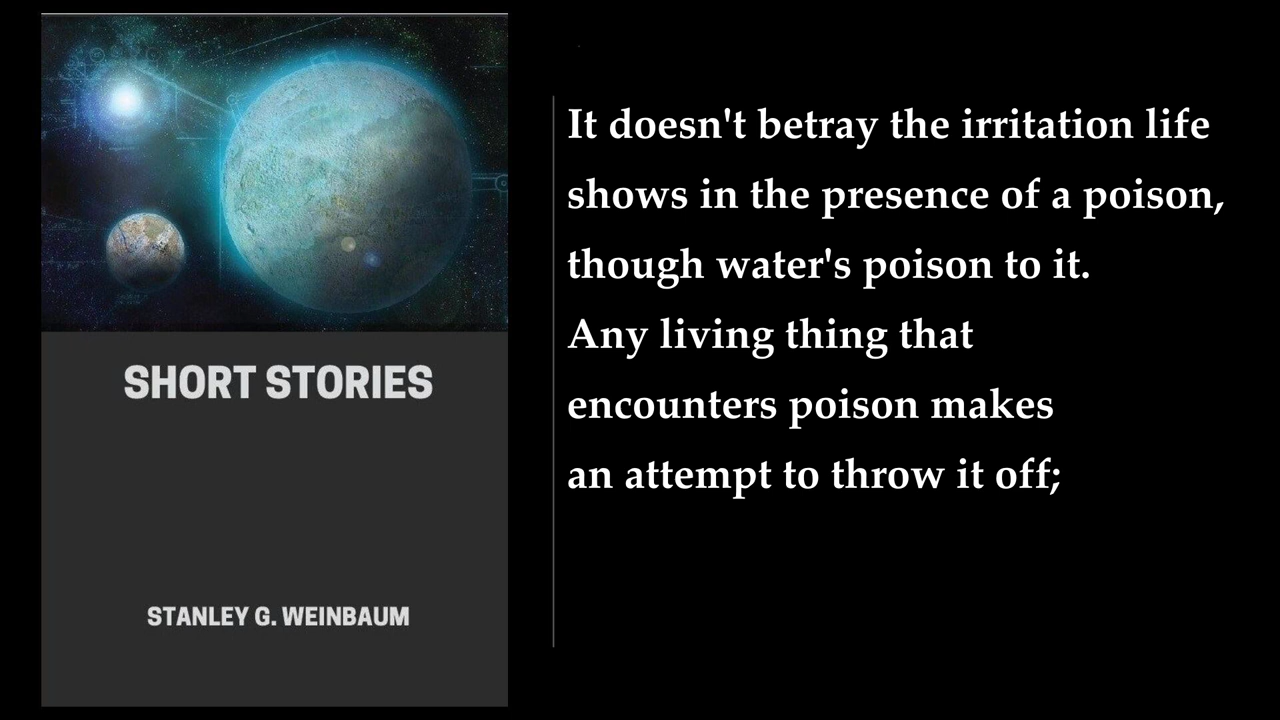 SHORT STORIES
STANLEY G. WEINBAUM
It doesn't betray the irritation life
shows in the presence of a poison,
though water's poison to it.
Any living thing that
encounters poison makes
an attempt to throw it off;